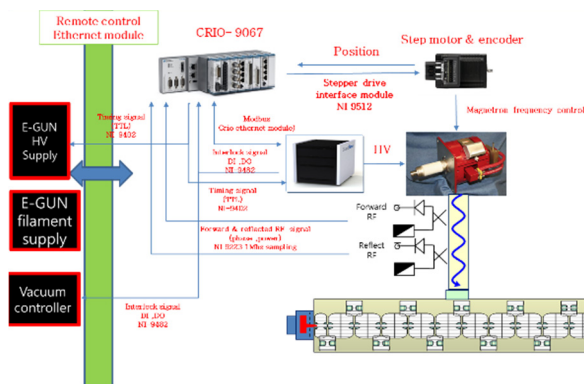 Remote control
Ethernet module
CRIO-9067
Position
Step motor & encoder
Stepper drive
interface module
NI 9512
Magnetron frequency control
E-GUN
HV
Supply
Timing signal
(TTL)
NI-9402
Modbus
(Crio ethernet module)
Interlock signal
DI ,DO
NI 9482
HV
E-GUN
filament
supply
Timing signal
(TTL)
NI-9402
Forward
RF
Forward & reflected RF signal
(phase ,power)
NI 9223 1Mhz sampling
Reflect
RF
Vacuum
controller
Interlock signal
DI ,DO
NI 9482